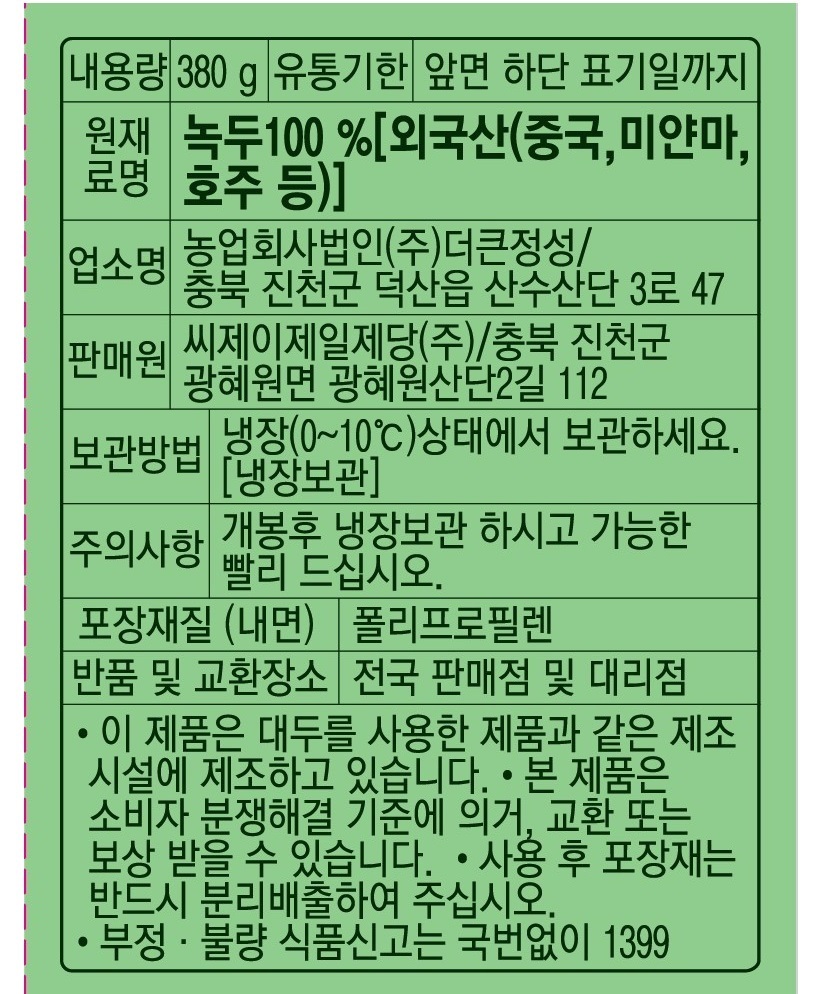 내용량 380 g 유통기한 앞면 하단 표기일까지
원재료명 녹두100 %[외국산(중국,미얀마,
호주 등)]
업소명 농업회사법인(주)더큰정성/
충북 진천군 덕산읍 산수산단 3로 47
판매원 씨제이제일제당(주)/충북 진천군
광혜원면 광혜원산단2길 112
보관방법 냉장(0~10℃)상태에서 보관하세요.
[냉장보관]
주의사항 개봉후 냉장보관 하시고 가능한
빨리 드십시오.
포장재질 (내면) 폴리프로필렌
반품 및 교환장소 전국 판매점 및 대리점
• 이 제품은 대두를 사용한 제품과 같은 제조
시설에 제조하고 있습니다. • 본 제품은
소비자 분쟁해결 기준에 의거, 교환 또는
보상 받을 수 있습니다. • 사용 후 포장재는
반드시 분리배출하여 주십시오.
• 부정 · 불량 식품신고는 국번없이 1399